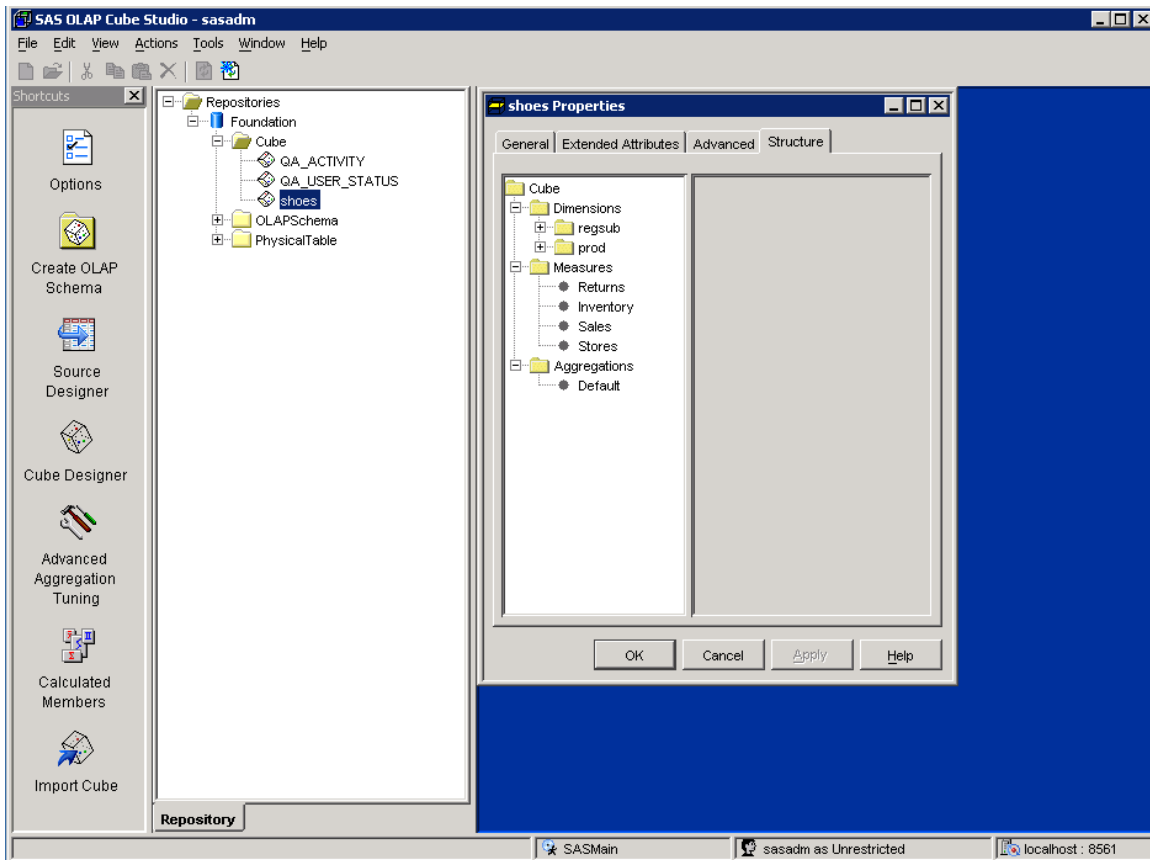 SAS OLAP Cube Studio - sasadm
File Edit View Actions Tools Window Help
Shortcuts
Options
Create OLAP
Schema
Source
Designer
Cube Designer
Advanced
Aggregation
Tuning
Calculated
Members
Import Cube
Repositories
Foundation
Cube
QA_ACTIVITY
QA_USER_STATUS
shoes
OLAPSchema
PhysicalTable
Repository
shoes Properties
General Extended Attributes Advanced Structure
Cube
Dimensions
regsub
prod
Measures
Returns
Inventory
Sales
Stores
Aggregations
Default
OK Cancel Apply Help
SASMain sasadm as Unrestricted localhost : 8561